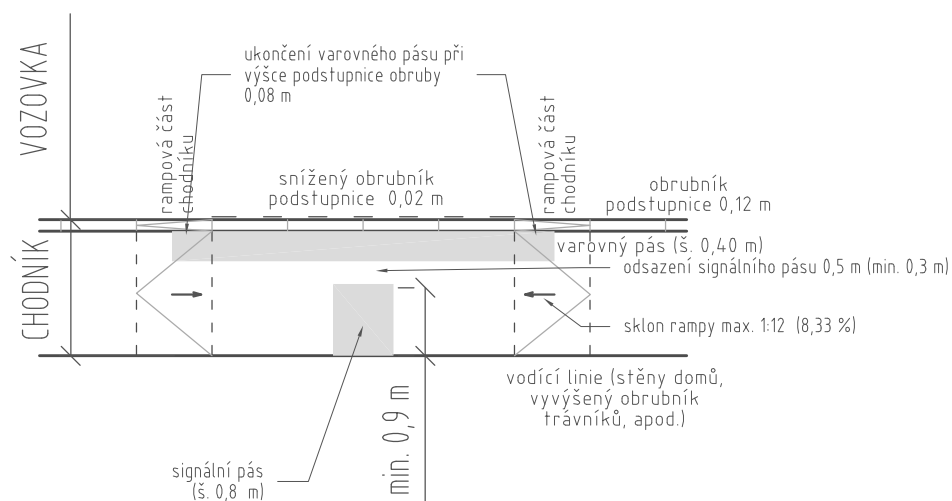 VOZOVKA
ukončení varovného pásu při
výšce podstupnice obruby
0,08 m
rampová část
chodníku
snížený obrubník
podstupnice 0,02 m
rampová část
chodníku
obrubník
podstupnice 0,12 m
CHODNÍK
varovný pás (š. 0,40 m)
odsazení signálního pásu 0,5 m (min. 0,3 m)
sklon rampy max. 1:12 (8,33 %)
vodící linie (stěny domů,
vyvýšený obrubník
trávníků, apod.)
min. 0,9 m
signální pás
(š. 0,8 m)